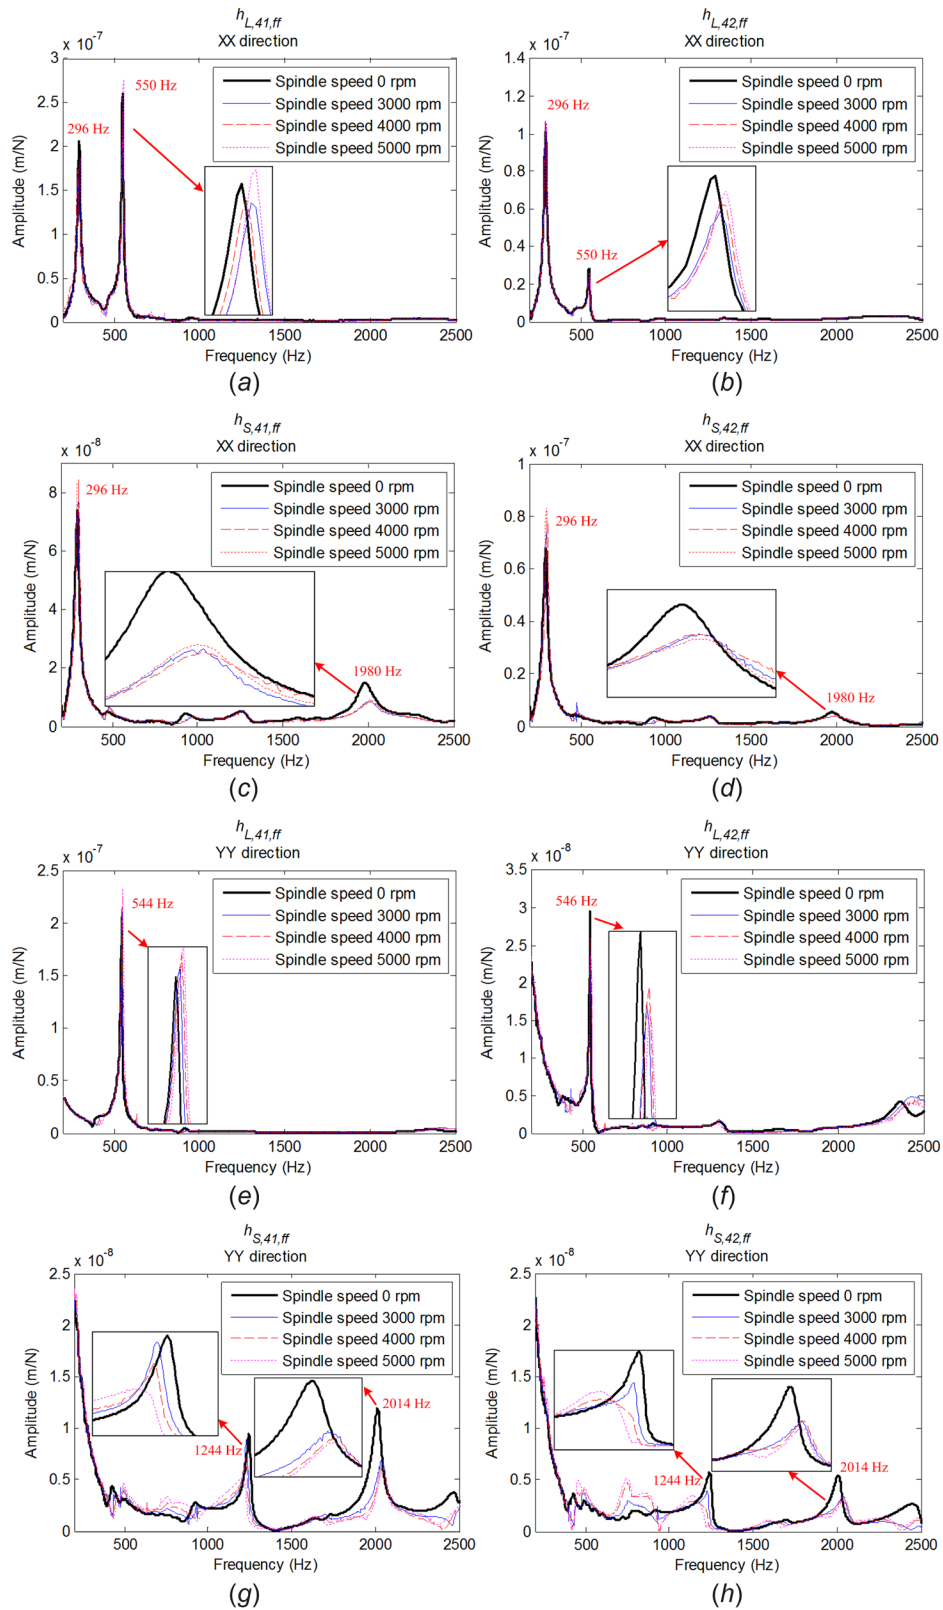 h_L,41,ff
XX direction
x 10^-7
3
2.5
2
1.5
1
0.5
0
500
1000
1500
2000
2500
Amplitude (m/N)
Frequency (Hz)
Spindle speed 0 rpm
Spindle speed 3000 rpm
Spindle speed 4000 rpm
Spindle speed 5000 rpm
296 Hz
550 Hz
(a)
h_L,42,ff
XX direction
x 10^-7
1.4
1.2
1
0.8
0.6
0.4
0.2
0
500
1000
1500
2000
2500
Amplitude (m/N)
Frequency (Hz)
Spindle speed 0 rpm
Spindle speed 3000 rpm
Spindle speed 4000 rpm
Spindle speed 5000 rpm
296 Hz
550 Hz
(b)
h_S,41,ff
XX direction
x 10^-8
8
6
4
2
0
500
1000
1500
2000
2500
Amplitude (m/N)
Frequency (Hz)
Spindle speed 0 rpm
Spindle speed 3000 rpm
Spindle speed 4000 rpm
Spindle speed 5000 rpm
296 Hz
1980 Hz
(c)
h_S,42,ff
XX direction
x 10^-7
1
0.8
0.6
0.4
0.2
0
500
1000
1500
2000
2500
Amplitude (m/N)
Frequency (Hz)
Spindle speed 0 rpm
Spindle speed 3000 rpm
Spindle speed 4000 rpm
Spindle speed 5000 rpm
296 Hz
1980 Hz
(d)
h_L,41,ff
YY direction
x 10^-7
2.5
2
1.5
1
0.5
0
500
1000
1500
2000
2500
Amplitude (m/N)
Frequency (Hz)
Spindle speed 0 rpm
Spindle speed 3000 rpm
Spindle speed 4000 rpm
Spindle speed 5000 rpm
544 Hz
(e)
h_L,42,ff
YY direction
x 10^-8
3.5
3
2.5
2
1.5
1
0.5
0
500
1000
1500
2000
2500
Amplitude (m/N)
Frequency (Hz)
Spindle speed 0 rpm
Spindle speed 3000 rpm
Spindle speed 4000 rpm
Spindle speed 5000 rpm
546 Hz
(f)
h_S,41,ff
YY direction
x 10^-8
2.5
2
1.5
1
0.5
0
500
1000
1500
2000
2500
Amplitude (m/N)
Frequency (Hz)
Spindle speed 0 rpm
Spindle speed 3000 rpm
Spindle speed 4000 rpm
Spindle speed 5000 rpm
1244 Hz
2014 Hz
(g)
h_S,42,ff
YY direction
x 10^-8
2.5
2
1.5
1
0.5
0
500
1000
1500
2000
2500
Amplitude (m/N)
Frequency (Hz)
Spindle speed 0 rpm
Spindle speed 3000 rpm
Spindle speed 4000 rpm
Spindle speed 5000 rpm
1244 Hz
2014 Hz
(h)